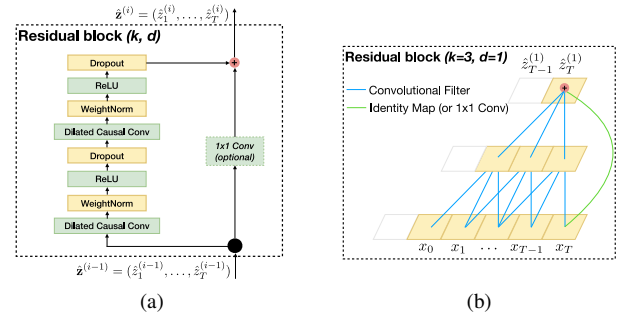 ẑ^(i) = (ẑ_1^(i), . . . , ẑ_T^(i))
Residual block (k, d)
Dropout
ReLU
WeightNorm
Dilated Causal Conv
Dropout
ReLU
WeightNorm
Dilated Causal Conv
+
1x1 Conv
(optional)
ẑ^(i−1) = (ẑ_1^(i−1), . . . , ẑ_T^(i−1))
(a)
Residual block (k=3, d=1)
ẑ_{T−1}^(1) ẑ_T^(1)
+
Convolutional Filter
Identity Map (or 1x1 Conv)
x_0 x_1 . . . x_{T−1} x_T
(b)